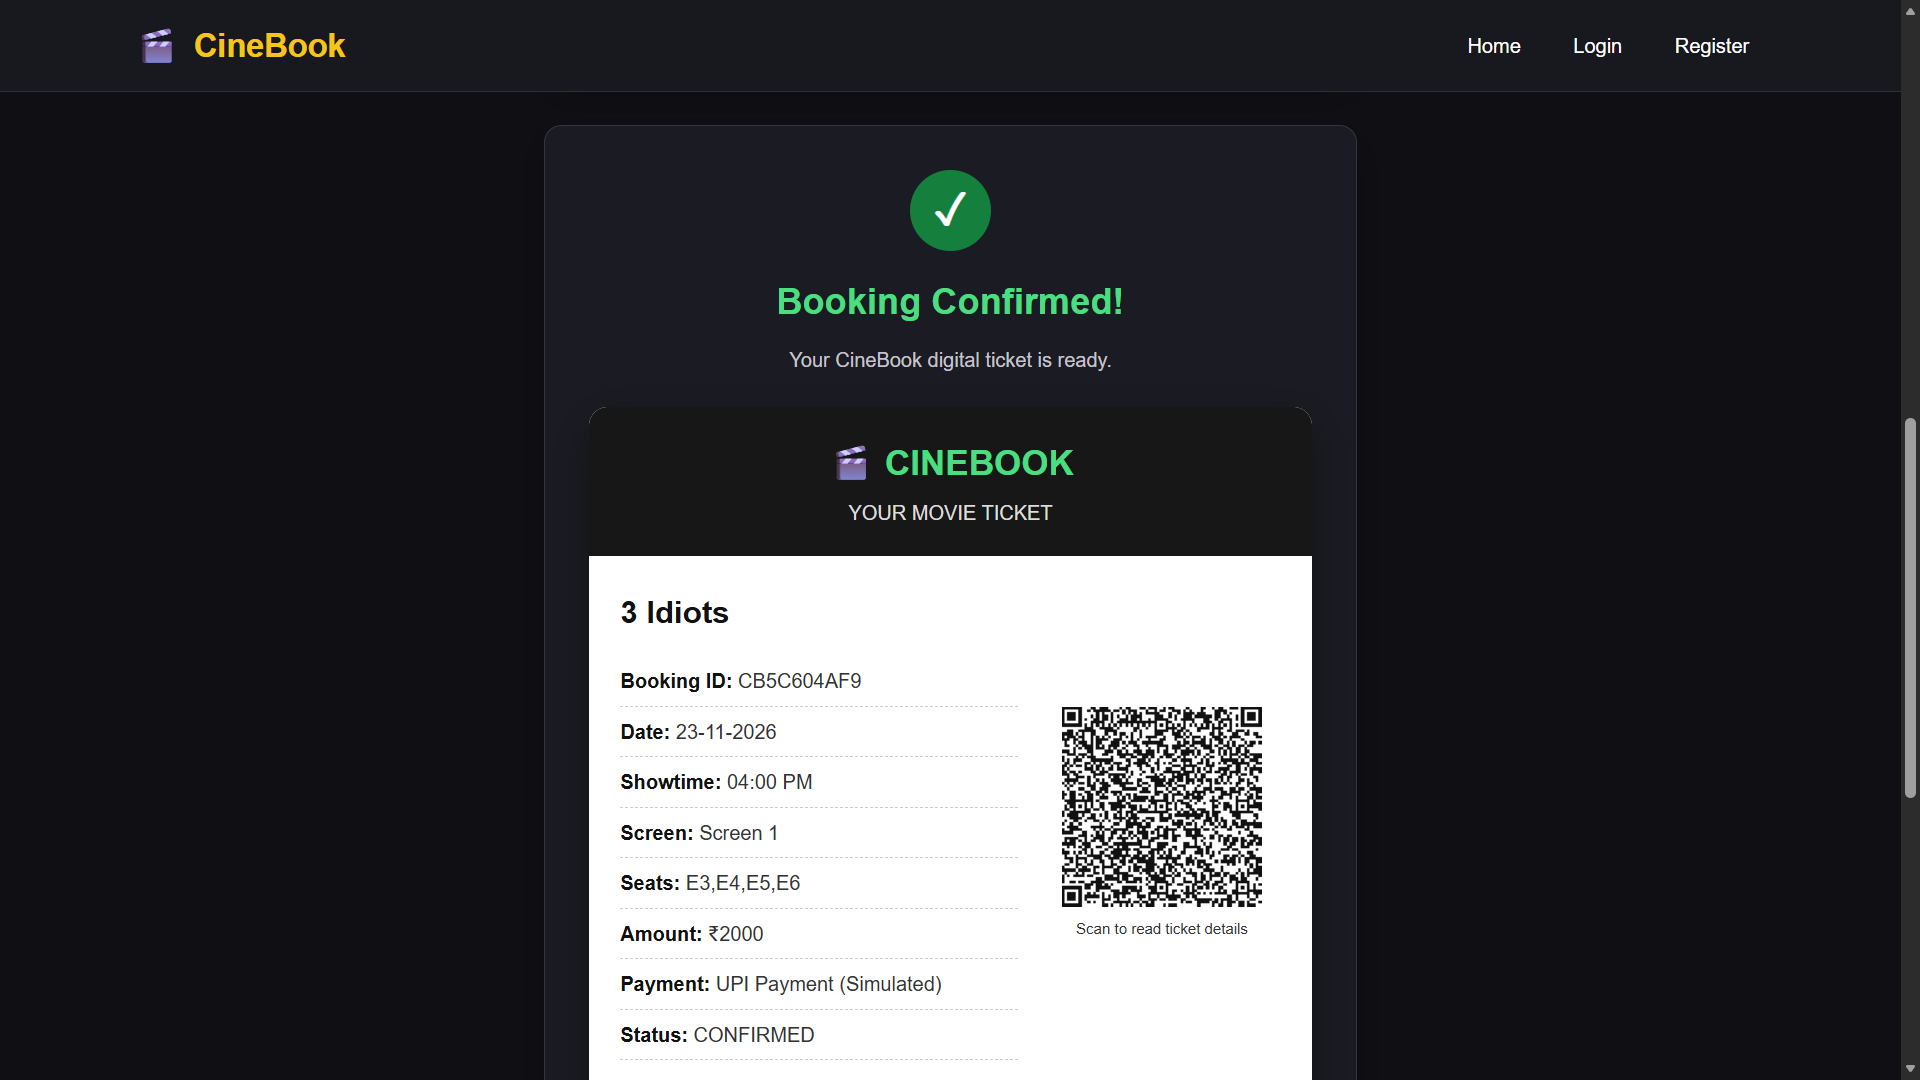 CineBook
Home
Login
Register
Booking Confirmed!
Your CineBook digital ticket is ready.
CINEBOOK
YOUR MOVIE TICKET
3 Idiots
Booking ID: CB5C604AF9
Date: 23-11-2026
Showtime: 04:00 PM
Screen: Screen 1
Seats: E3,E4,E5,E6
Amount: ₹2000
Payment: UPI Payment (Simulated)
Status: CONFIRMED
Scan to read ticket details